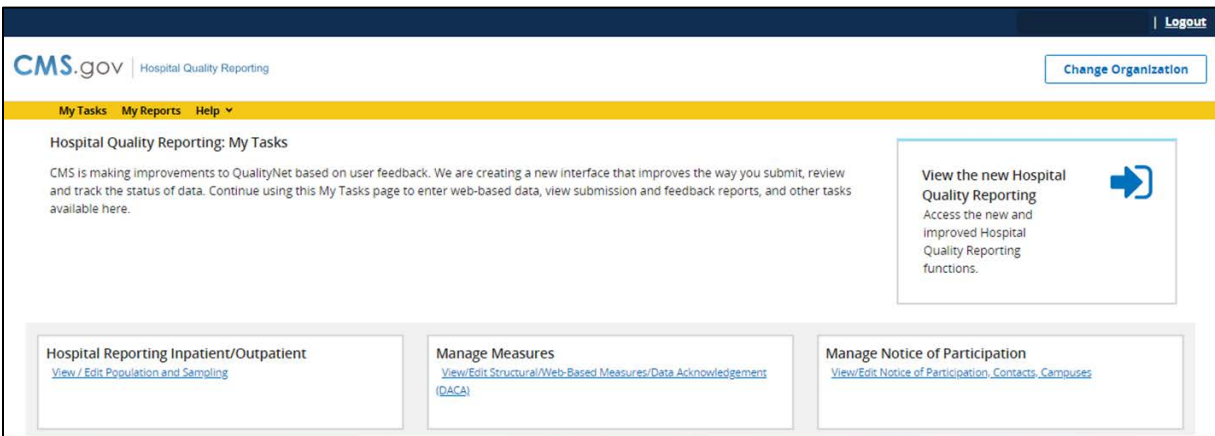 | Logout
CMS.gov | Hospital Quality Reporting
Change Organization
My Tasks My Reports Help
Hospital Quality Reporting: My Tasks
CMS is making improvements to QualityNet based on user feedback. We are creating a new interface that improves the way you submit, review
and track the status of data. Continue using this My Tasks page to enter web-based data, view submission and feedback reports, and other tasks
available here.
View the new Hospital
Quality Reporting
Access the new and
improved Hospital
Quality Reporting
functions.
Hospital Reporting Inpatient/Outpatient
View / Edit Population and Sampling
Manage Measures
View/Edit Structural/Web-Based Measures/Data Acknowledgement
(DACA)
Manage Notice of Participation
View/Edit Notice of Participation, Contacts, Campuses